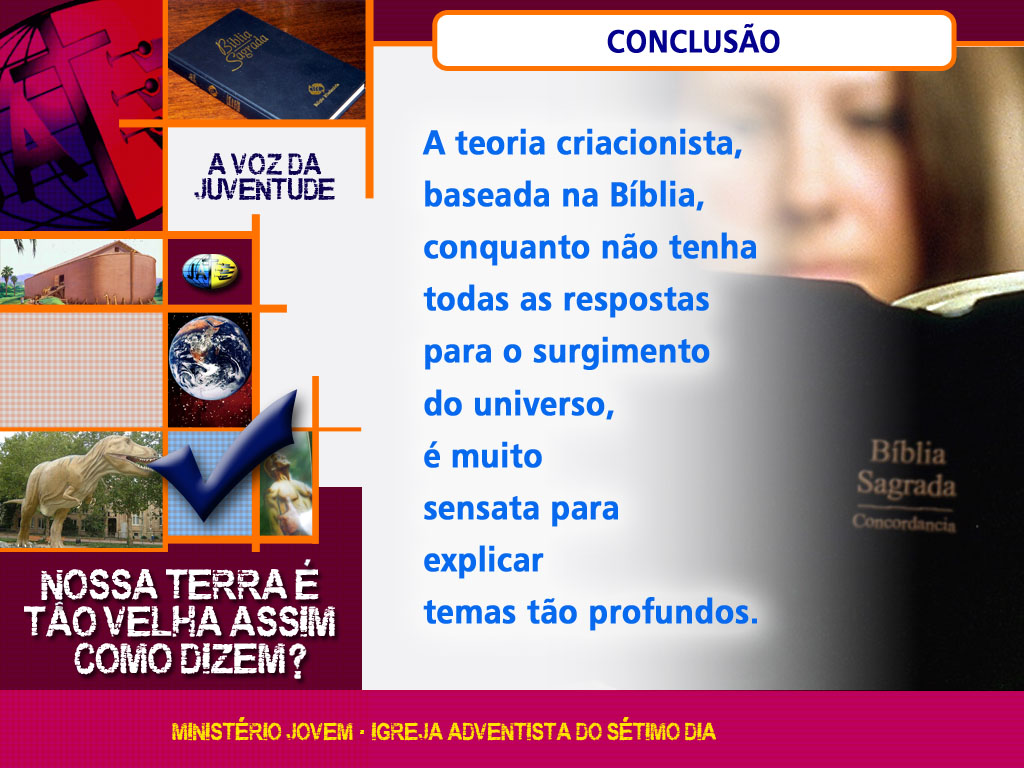 CONCLUSÃO
Bíblia
Sagrada
A VOZ DA
JUVENTUDE
A teoria criacionista,
baseada na Bíblia,
conquanto não tenha
todas as respostas
para o surgimento
do universo,
é muito
sensata para
explicar
temas tão profundos.
Bíblia
Sagrada
Concordancia
NOSSA TERRA É
TÃO VELHA ASSIM
COMO DIZEM?
MINISTÉRIO JOVEM - IGREJA ADVENTISTA DO SÉTIMO DIA